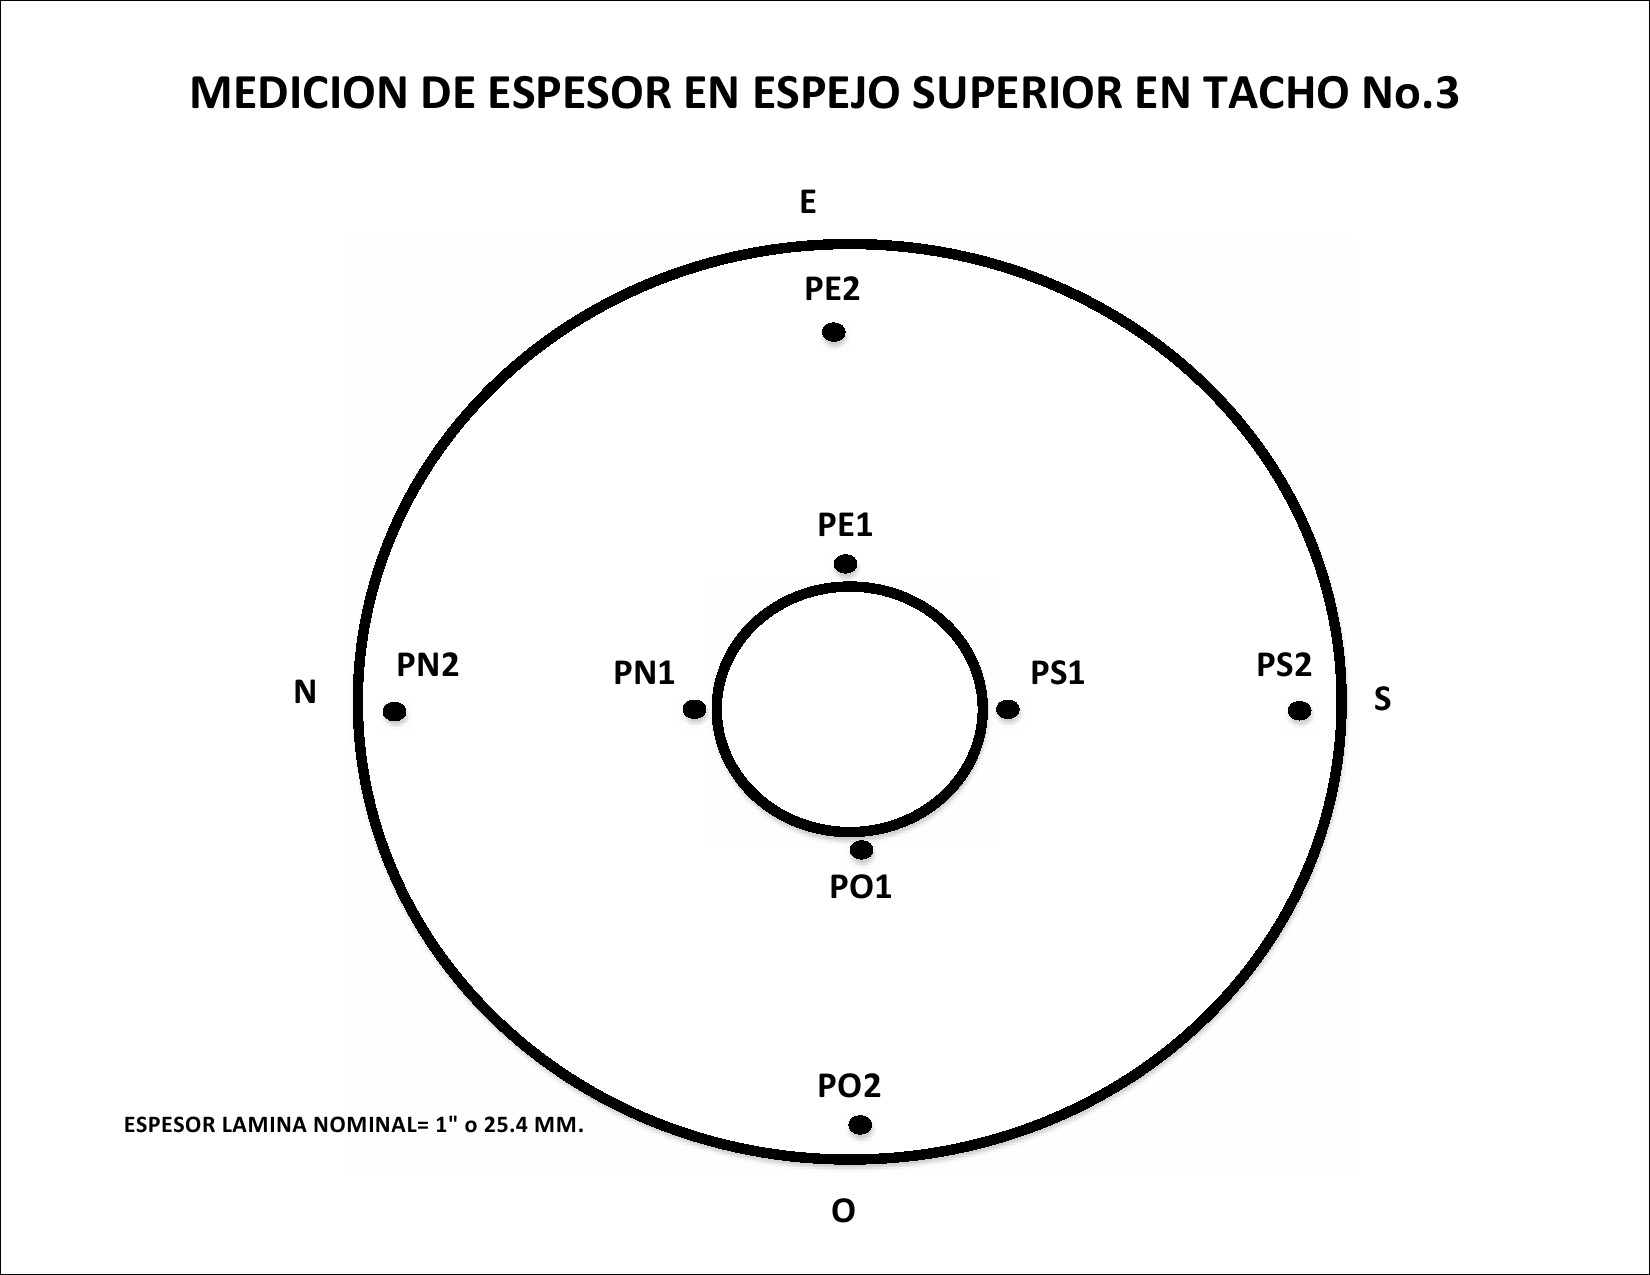 MEDICION DE ESPESOR EN ESPEJO SUPERIOR EN TACHO No.3
E
PE2
PE1
N
PN2
PN1
PS1
PS2
S
PO1
PO2
ESPESOR LAMINA NOMINAL= 1" o 25.4 MM.
O